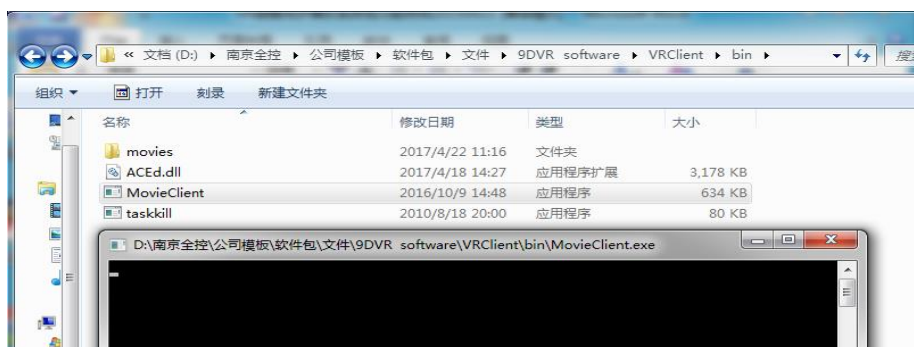 « 文档 (D:) ▸ 南京全控 ▸ 公司模板 ▸ 软件包 ▸ 文件 ▸ 9DVR software ▸ VRClient ▸ bin ▸
组织 ▾ 打开 刻录 新建文件夹
名称 修改日期 类型 大小
movies 2017/4/22 11:16 文件夹
ACEd.dll 2017/4/18 14:27 应用程序扩展 3,178 KB
MovieClient 2016/10/9 14:48 应用程序 634 KB
taskkill 2010/8/18 20:00 应用程序 80 KB
D:\南京全控\公司模板\软件包\文件\9DVR software\VRClient\bin\MovieClient.exe